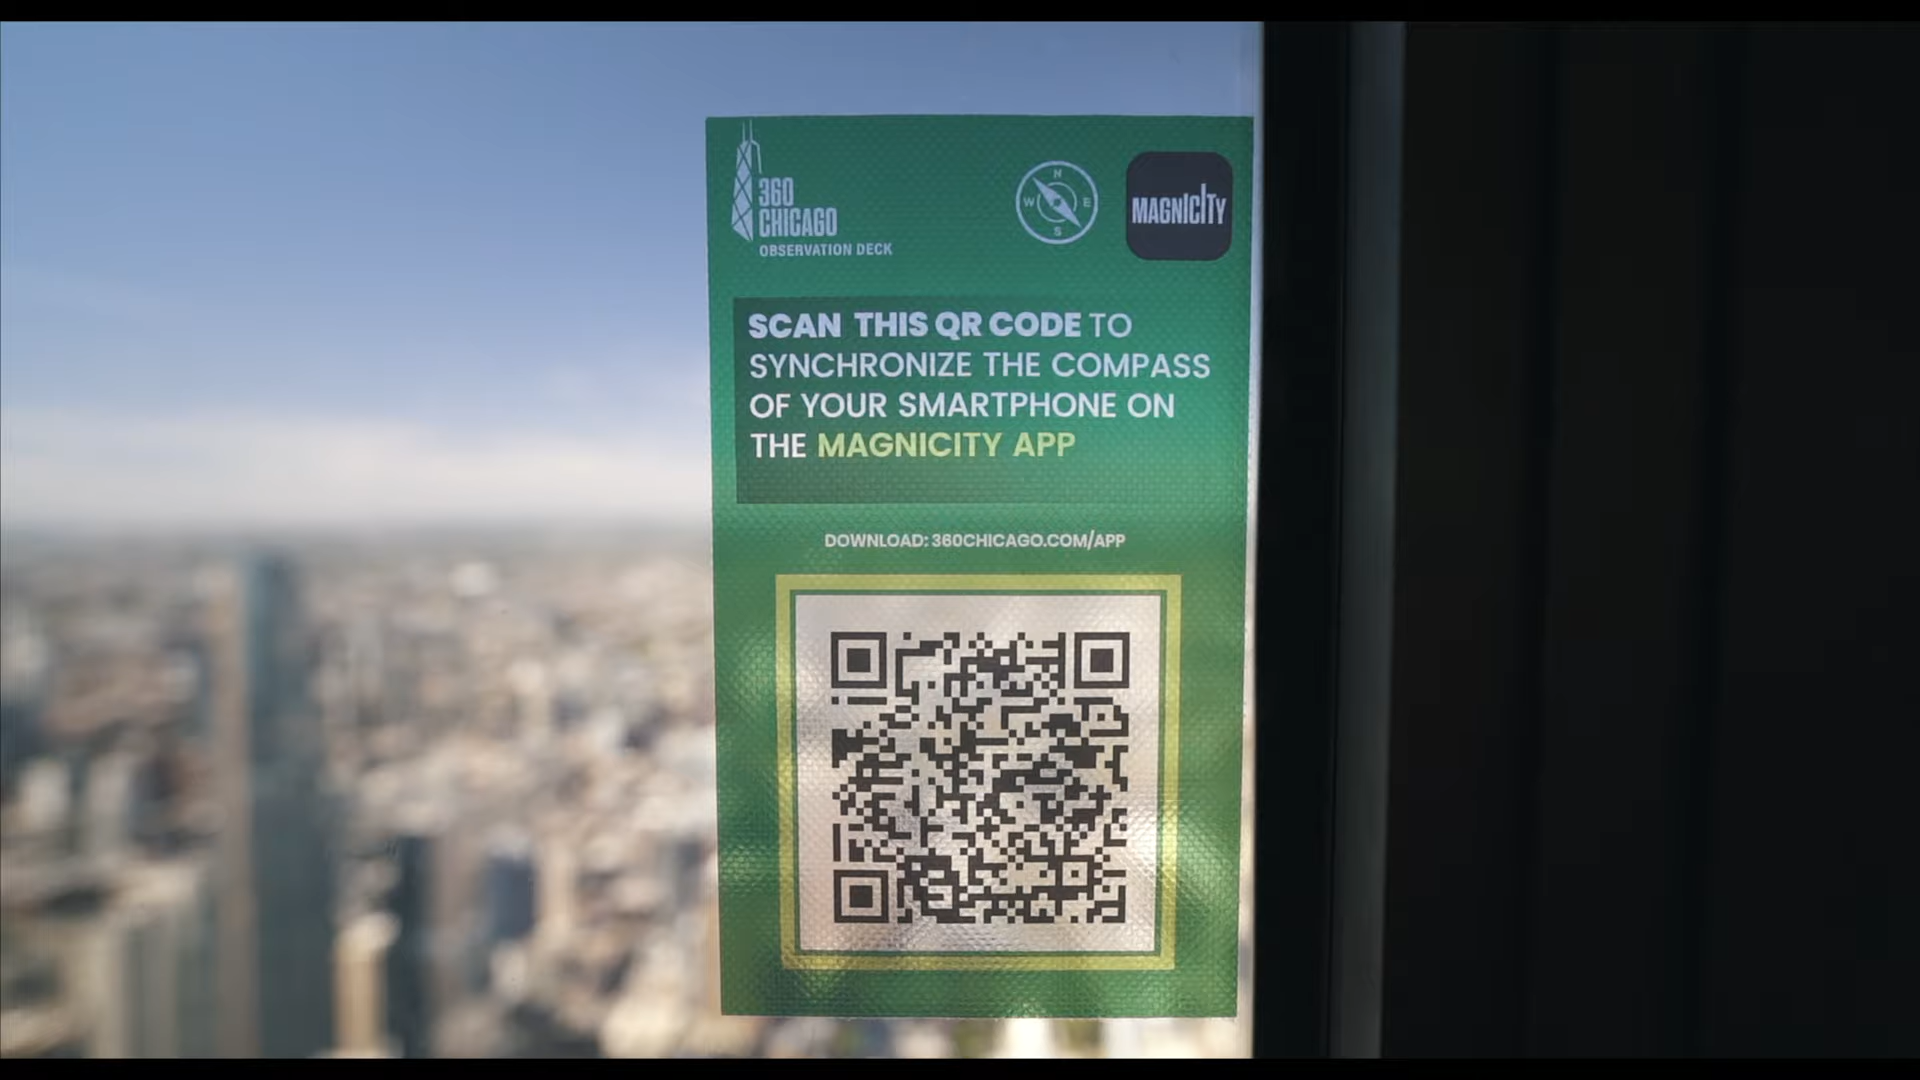 360
CHICAGO
OBSERVATION DECK
N
W E
S
MAGNICITY
SCAN THIS QR CODE TO
SYNCHRONIZE THE COMPASS
OF YOUR SMARTPHONE ON
THE MAGNICITY APP
DOWNLOAD: 360CHICAGO.COM/APP